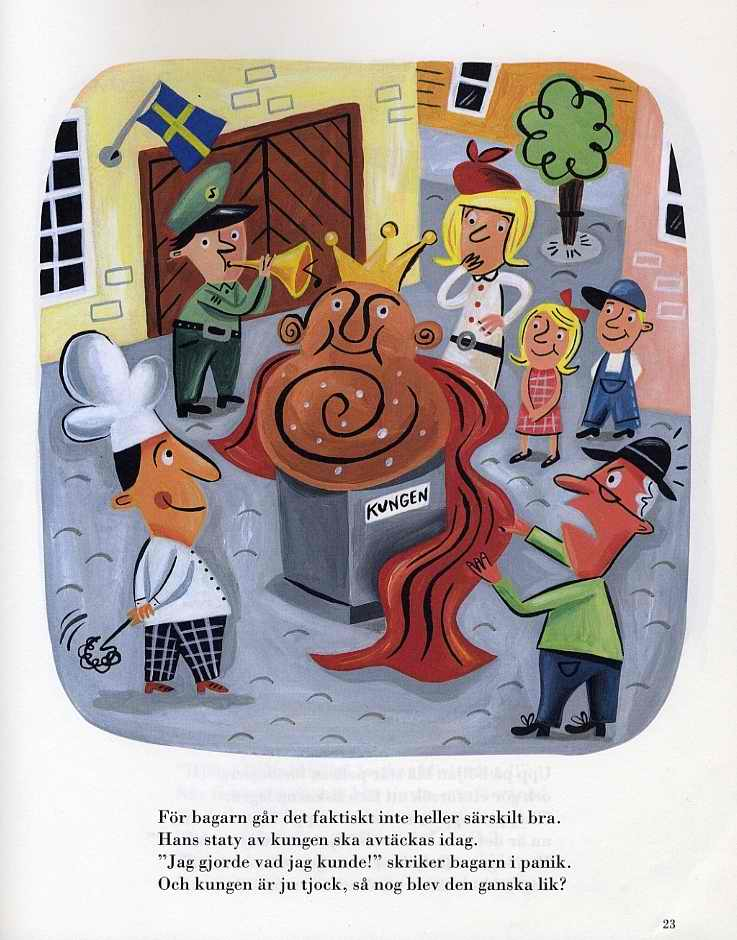 KUNGEN
För bagarn går det faktiskt inte heller särskilt bra.
Hans staty av kungen ska avtäckas idag.
”Jag gjorde vad jag kunde!” skriker bagarn i panik.
Och kungen är ju tjock, så nog blev den ganska lik?
23